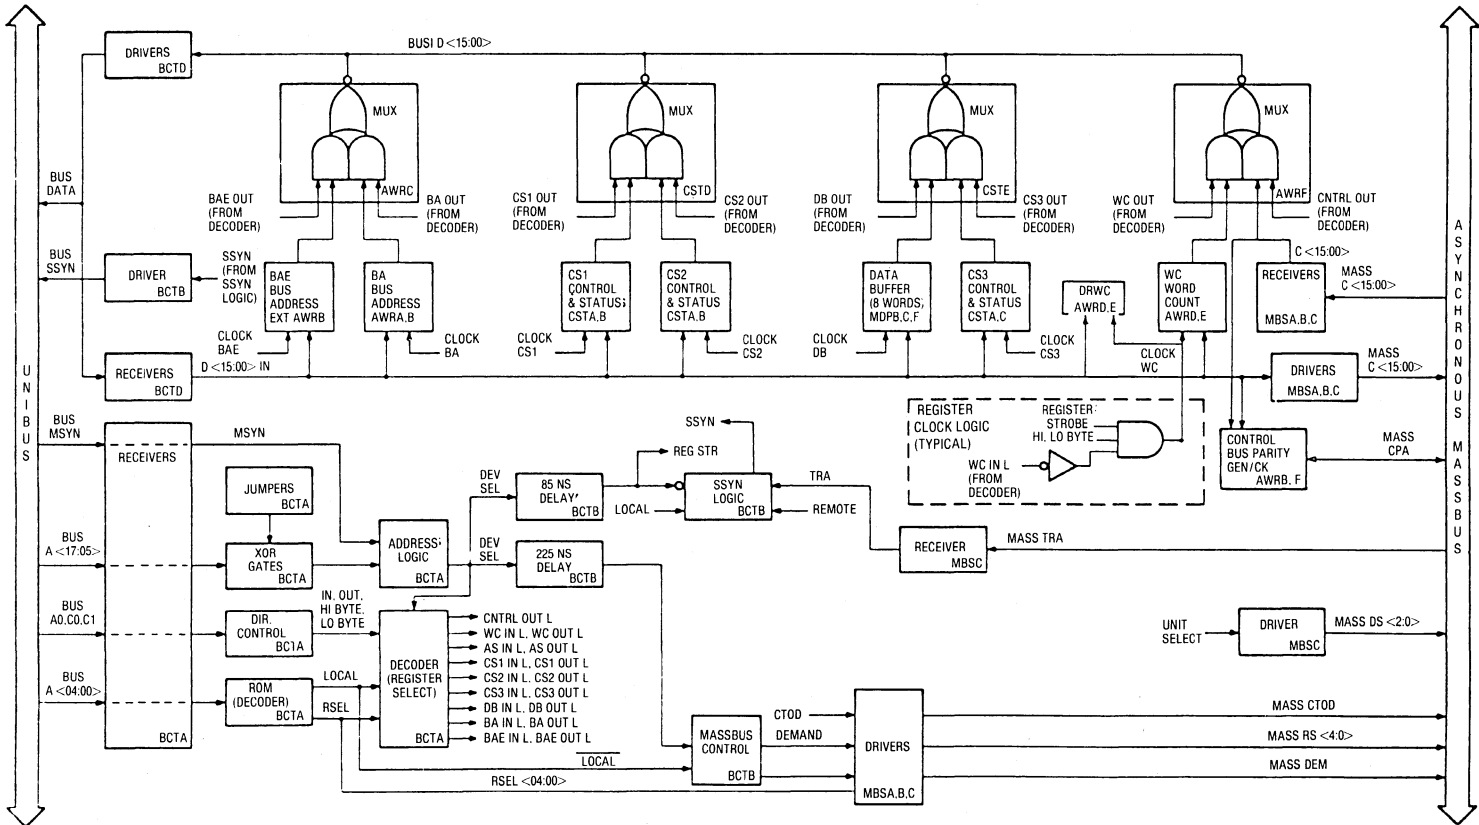 BUSI D <15:00>
DRIVERS
BCTD
MUX
AWRC
MUX
CSTD
MUX
CSTE
MUX
AWRF
BUS
DATA
BAE OUT
(FROM
DECODER)
BA OUT
(FROM
DECODER)
CS1 OUT
(FROM
DECODER)
CS2 OUT
(FROM
DECODER)
DB OUT
(FROM
DECODER)
CS3 OUT
(FROM
DECODER)
WC OUT
(FROM
DECODER)
CNTRL OUT
(FROM
DECODER)
C <15:00>
BUS
SSYN
DRIVER
BCTB
SSYN
(FROM
SSYN
LOGIC)
BAE
BUS
ADDRESS
EXT AWRB
BA
BUS
ADDRESS
AWRA,B
CS1
CONTROL
& STATUS
CSTA,B
CS2
CONTROL
& STATUS
CSTA,B
DATA
BUFFER
(8 WORDS)
MDPB,C,F
CS3
CONTROL
& STATUS
CSTA,C
DRWC
AWRD,E
WC
WORD
COUNT
AWRD,E
RECEIVERS
MBSA,B,C
MASS
C <15:00>
CLOCK
BAE
CLOCK
BA
CLOCK
CS1
CLOCK
CS2
CLOCK
DB
CLOCK
CS3
CLOCK
WC
RECEIVERS
BCTD
D <15:00> IN
DRIVERS
MBSA,B,C
MASS
C <15:00>
UNIBUS
ASYNCHRONOUS MASSBUS
REGISTER
CLOCK LOGIC
(TYPICAL)
REGISTER
STROBE
HI, LO BYTE
WC IN L
(FROM
DECODER)
CONTROL
BUS PARITY
GEN/CK
AWRB, F
MASS
CPA
BUS
MSYN
RECEIVERS
BCTA
MSYN
JUMPERS
BCTA
BUS
A <17:05>
XOR
GATES
BCTA
ADDRESS
LOGIC
BCTA
DEV
SEL
85 NS
DELAY
BCTB
REG STR
SSYN
LOCAL
SSYN
LOGIC
BCTB
TRA
REMOTE
DEV
SEL
225 NS
DELAY
BCTB
RECEIVER
MBSC
MASS TRA
BUS
A0,C0,C1
DIR.
CONTROL
BCTA
IN, OUT,
HI BYTE,
LO BYTE
BUS
A <04:00>
ROM
(DECODER)
BCTA
LOCAL
RSEL
DECODER
(REGISTER
SELECT)
BCTA
CNTRL OUT L
WC IN L, WC OUT L
AS IN L, AS OUT L
CS1 IN L, CS1 OUT L
CS2 IN L, CS2 OUT L
CS3 IN L, CS3 OUT L
DB IN L, DB OUT L
BA IN L, BA OUT L
BAE IN L, BAE OUT L
LOCAL
RSEL <04:00>
MASSBUS
CONTROL
BCTB
CTOD
DEMAND
DRIVERS
MBSA,B,C
UNIT
SELECT
DRIVER
MBSC
MASS DS <2:0>
MASS CTOD
MASS RS <4:0>
MASS DEM